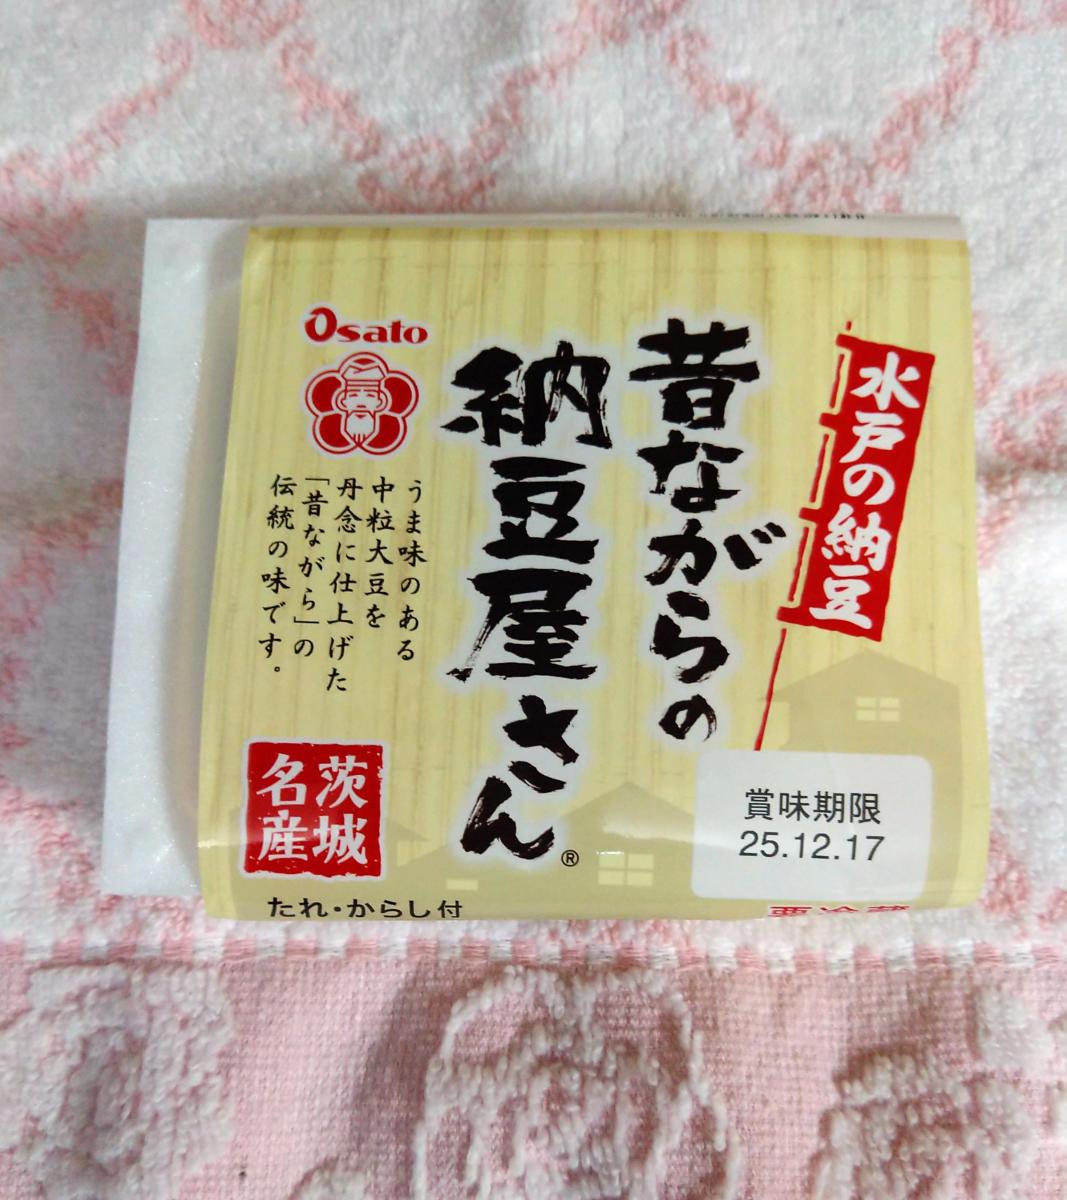 水戸の納豆
昔ながらの
納豆屋さん®
Osato
うま味のある
中粒大豆を
丹念に仕上げた
「昔ながら」の
伝統の味です。
茨城
名産
賞味期限
25.12.17
たれ・からし付
要冷蔵